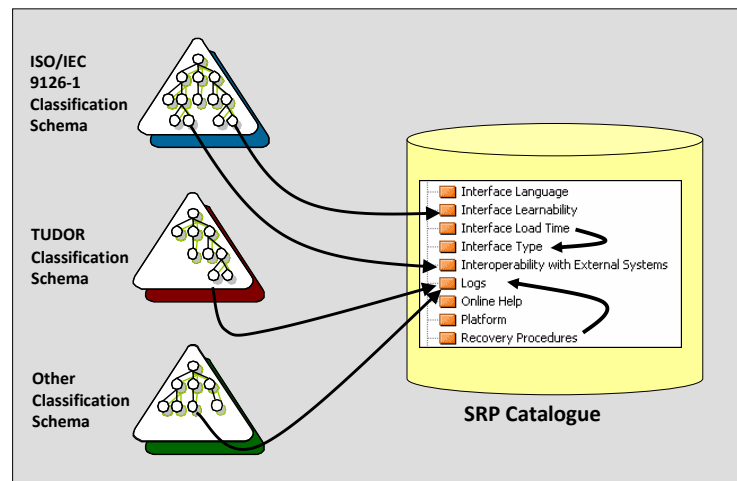 ISO/IEC
9126-1
Classification
Schema
TUDOR
Classification
Schema
Other
Classification
Schema
Interface Language
Interface Learnability
Interface Load Time
Interface Type
Interoperability with External Systems
Logs
Online Help
Platform
Recovery Procedures
SRP Catalogue